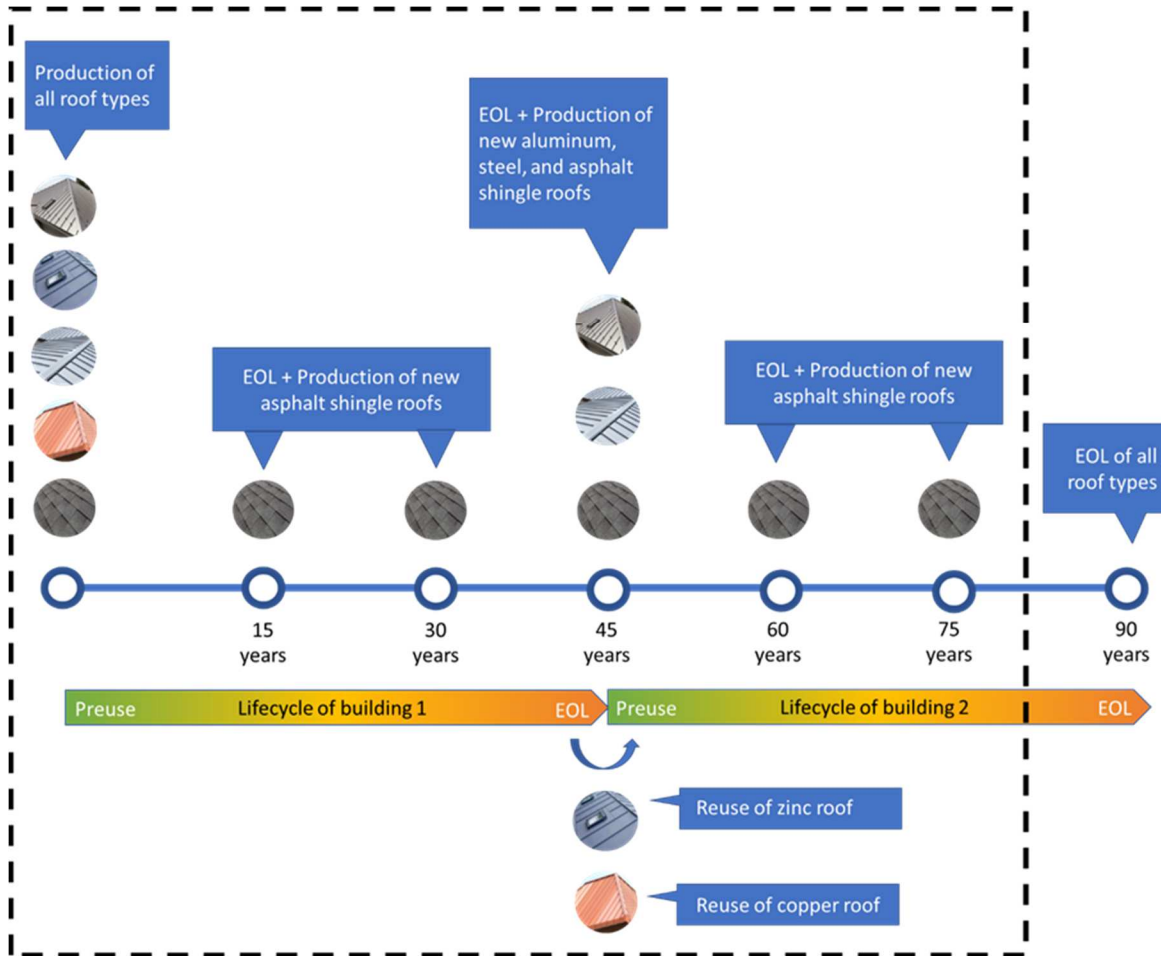 Production of
all roof types
EOL + Production of
new aluminum,
steel, and asphalt
shingle roofs
EOL + Production of new
asphalt shingle roofs
EOL + Production of new
asphalt shingle roofs
EOL of all
roof types
15
years
30
years
45
years
60
years
75
years
90
years
Preuse
Lifecycle of building 1
EOL
Preuse
Lifecycle of building 2
EOL
Reuse of zinc roof
Reuse of copper roof